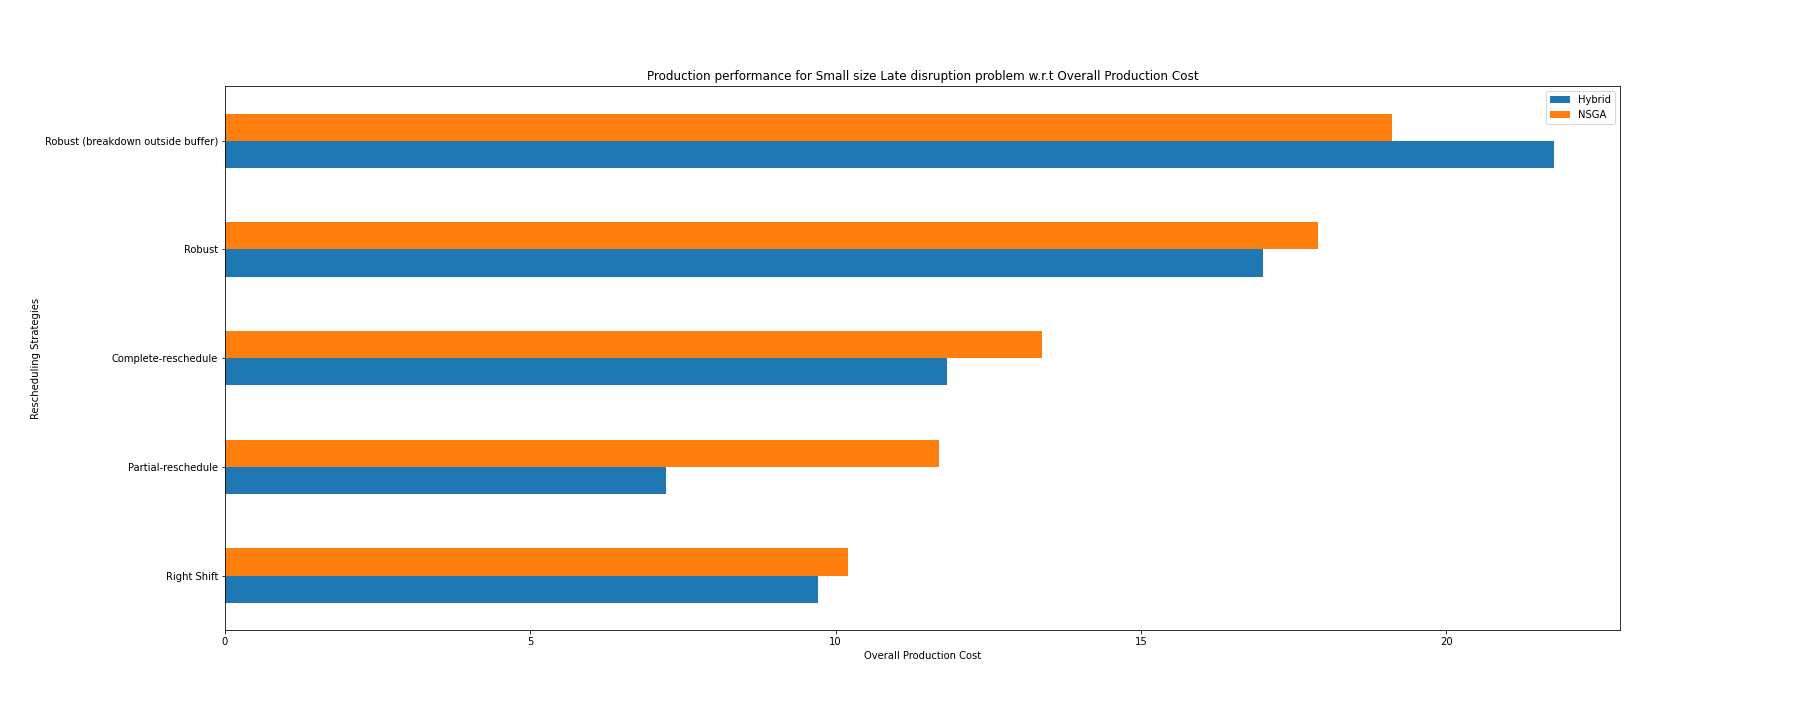 Production performance for Small size Late disruption problem w.r.t Overall Production Cost
Hybrid
NSGA
Robust (breakdown outside buffer)
Robust
Complete-reschedule
Partial-reschedule
Right Shift
Rescheduling Strategies
0 5 10 15 20
Overall Production Cost